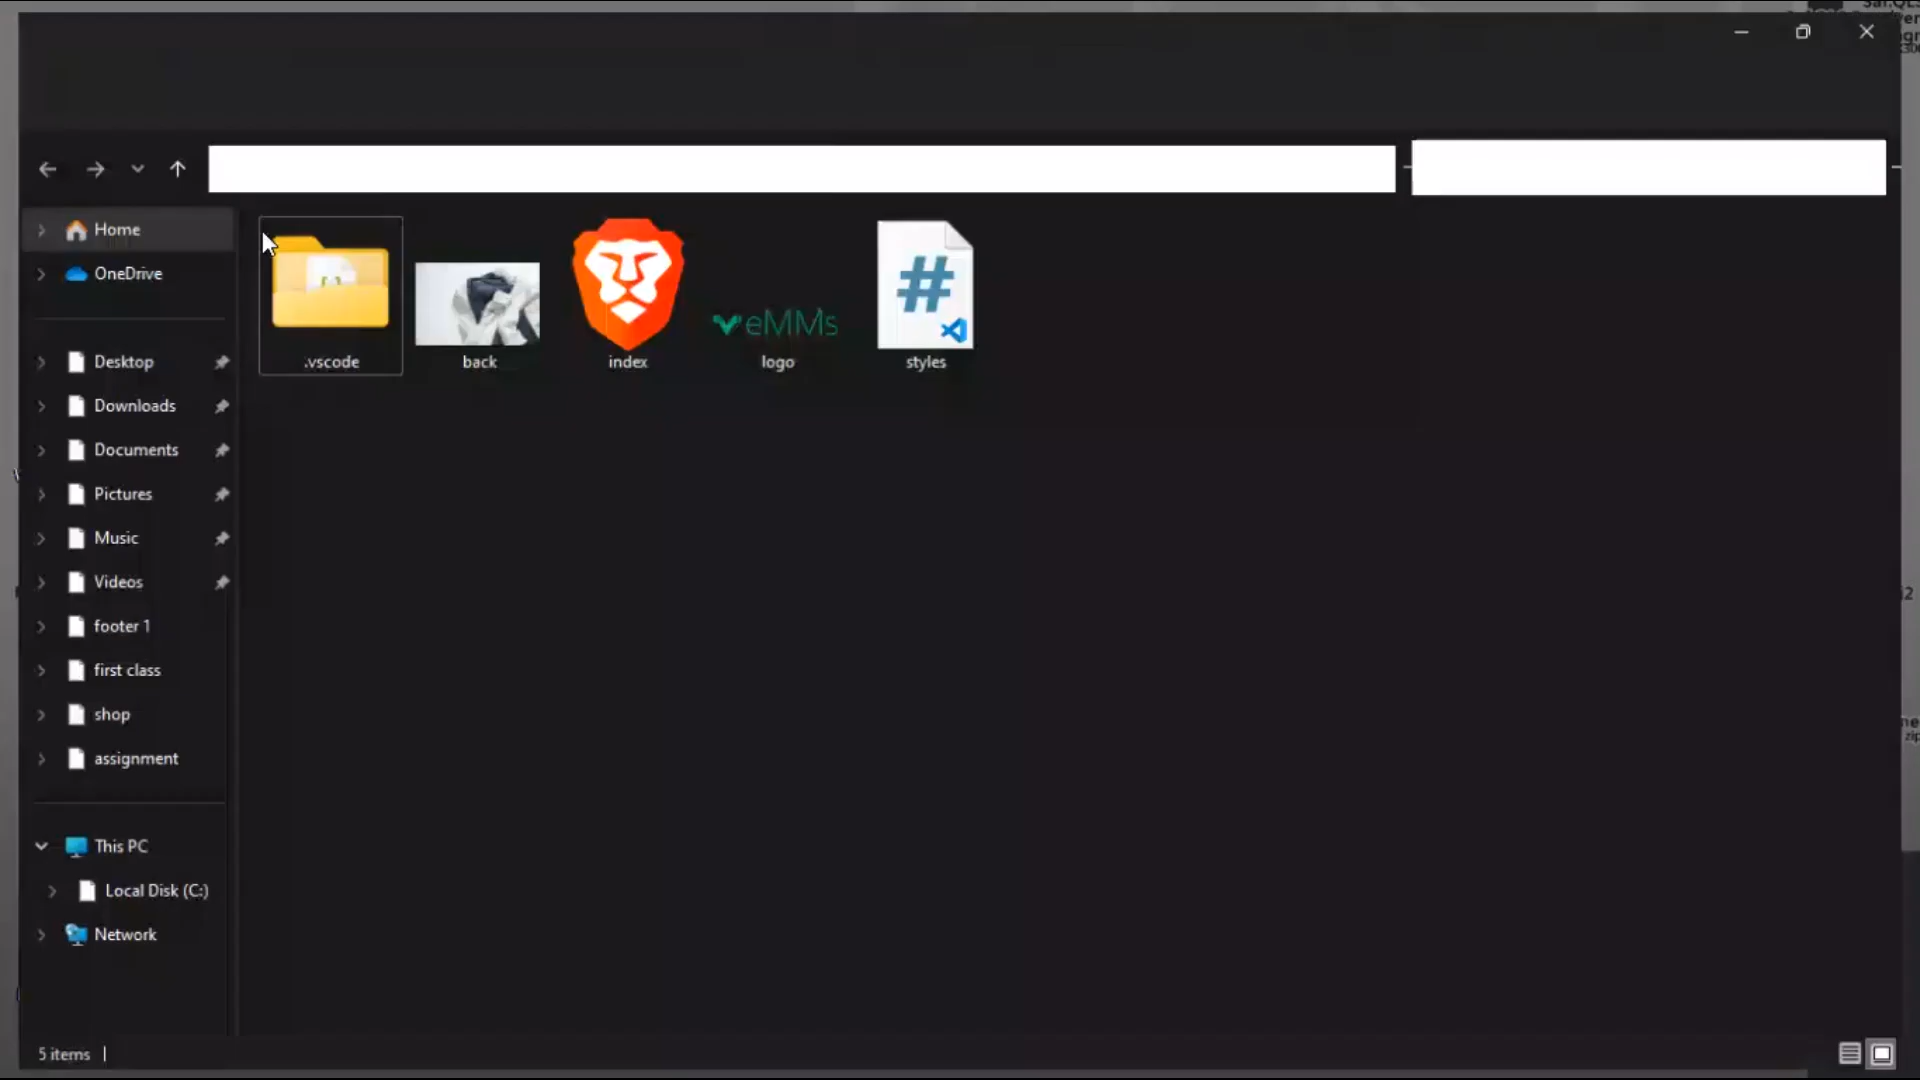 Home
OneDrive
Desktop
Downloads
Documents
Pictures
Music
Videos
footer 1
first class
shop
assignment
This PC
Local Disk (C:)
Network
.vscode
back
index
eMMs
logo
#
styles
5 items
zip